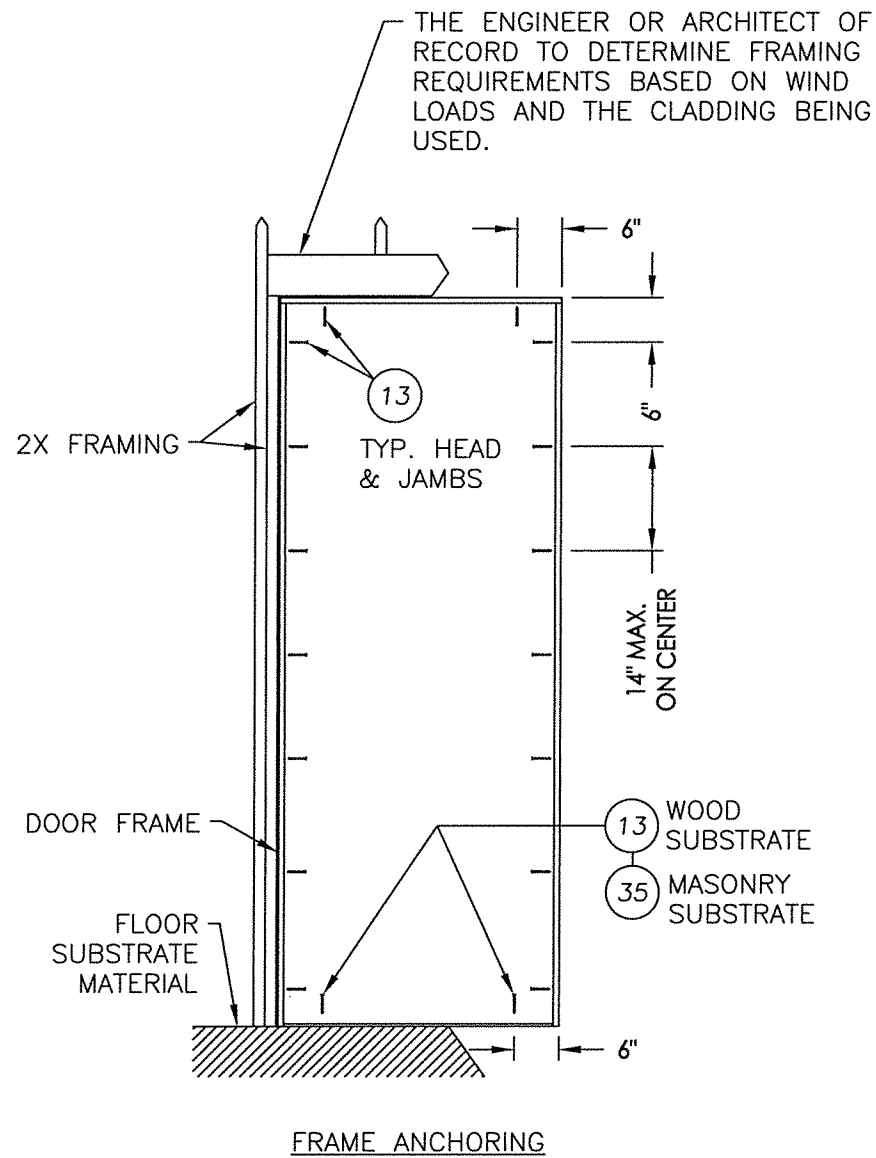 THE ENGINEER OR ARCHITECT OF
RECORD TO DETERMINE FRAMING
REQUIREMENTS BASED ON WIND
LOADS AND THE CLADDING BEING
USED.
6"
13
6"
2X FRAMING
TYP. HEAD
& JAMBS
14" MAX.
ON CENTER
DOOR FRAME
13 WOOD
SUBSTRATE
35 MASONRY
SUBSTRATE
FLOOR
SUBSTRATE
MATERIAL
6"
FRAME ANCHORING